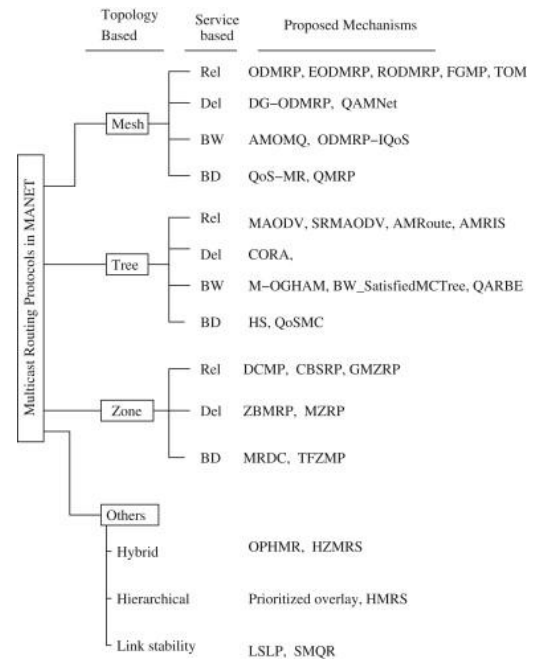 Topology Based
Service based
Proposed Mechanisms
Multicast Routing Protocols in MANET
Mesh
Rel ODMRP, EODMRP, RODMRP, FGMP, TOM
Del DG-ODMRP, QAMNet
BW AMOMQ, ODMRP-IQoS
BD QoS-MR, QMRP
Tree
Rel MAODV, SRMAODV, AMRoute, AMRIS
Del CORA,
BW M-OGHAM, BW_SatisfiedMCTree, QARBE
BD HS, QoSMC
Zone
Rel DCMP, CBSRP, GMZRP
Del ZBMRP, MZRP
BD MRDC, TFZMP
Others
Hybrid OPHMR, HZMRS
Hierarchical Prioritized overlay, HMRS
Link stability LSLP, SMQR